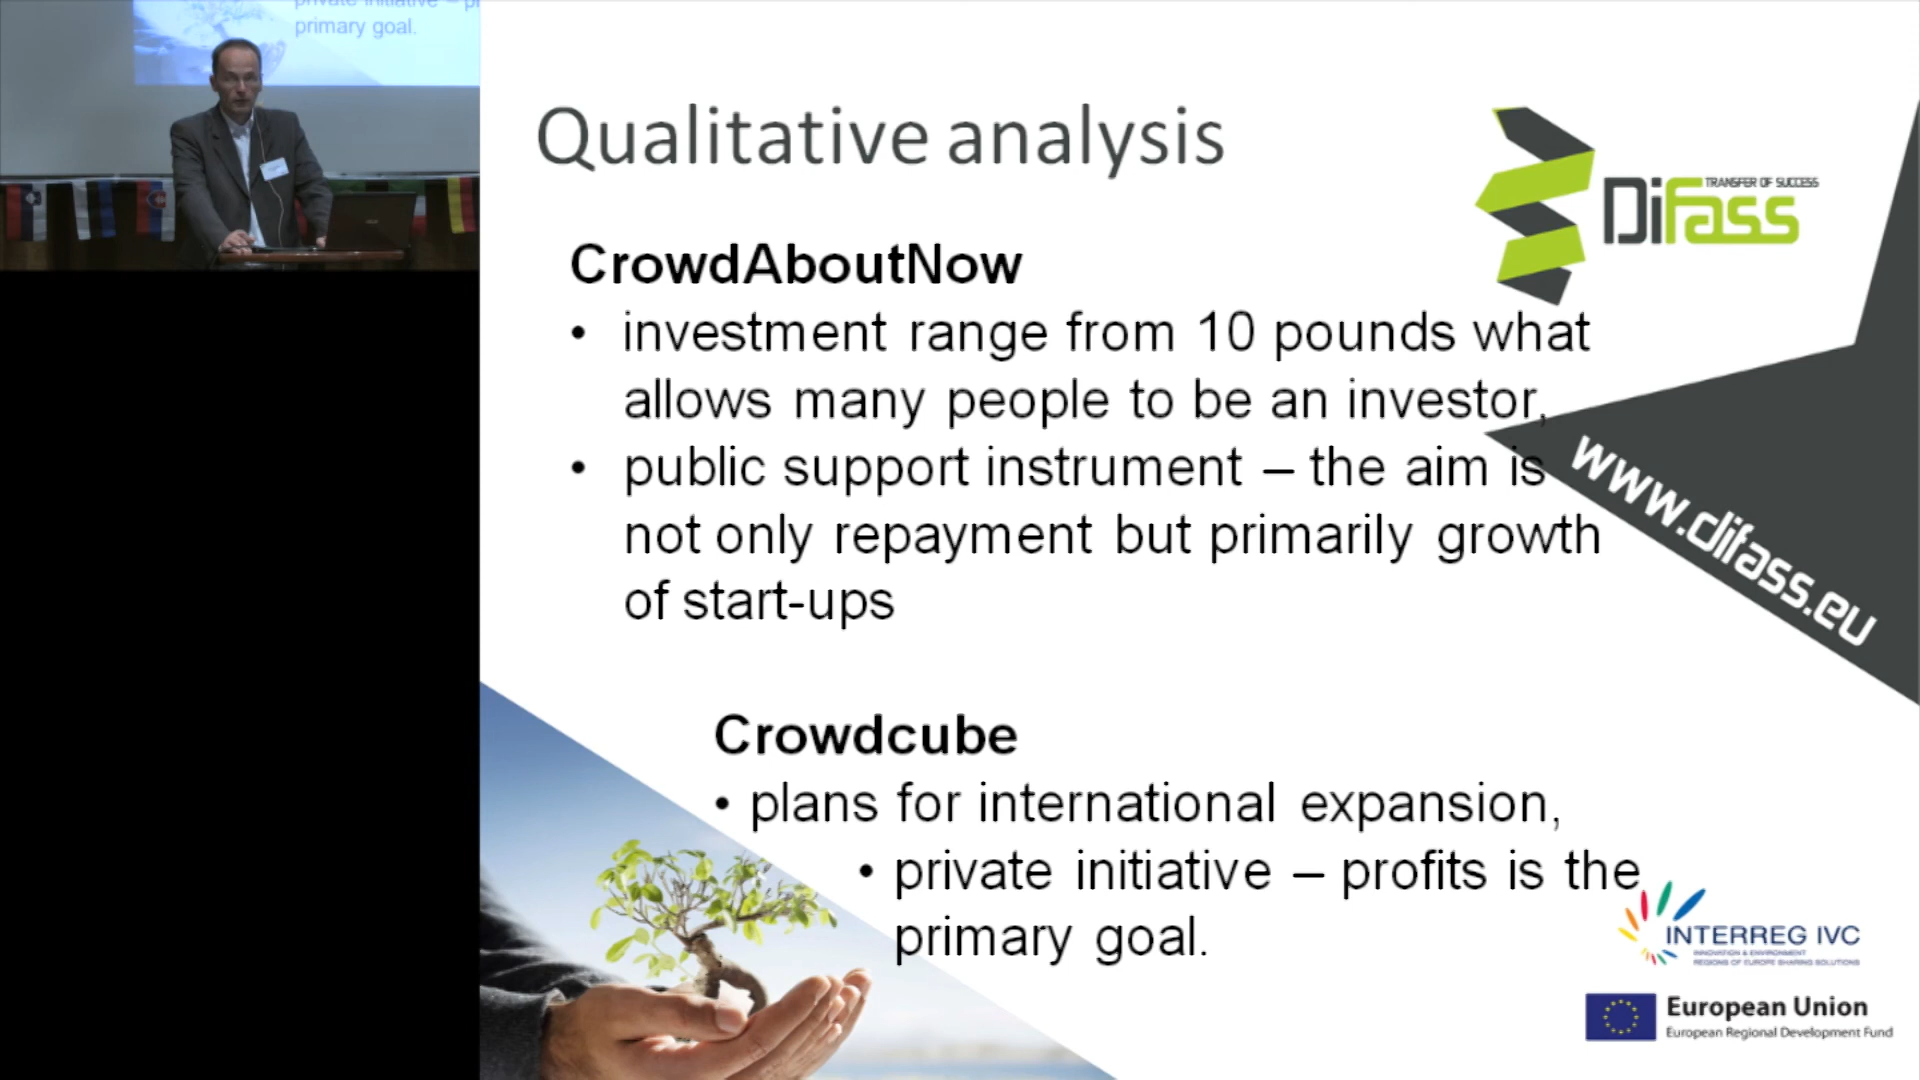 private initiative – pr
primary goal.
Qualitative analysis
TRANSFER OF SUCCESS
Difass
CrowdAboutNow
• investment range from 10 pounds what
allows many people to be an investor,
• public support instrument – the aim is
not only repayment but primarily growth
of start-ups
www.difass.eu
Crowdcube
• plans for international expansion,
• private initiative – profits is the
primary goal.
INTERREG IVC
INNOVATION & ENVIRONMENT
REGIONS OF EUROPE SHARING SOLUTIONS
European Union
European Regional Development Fund